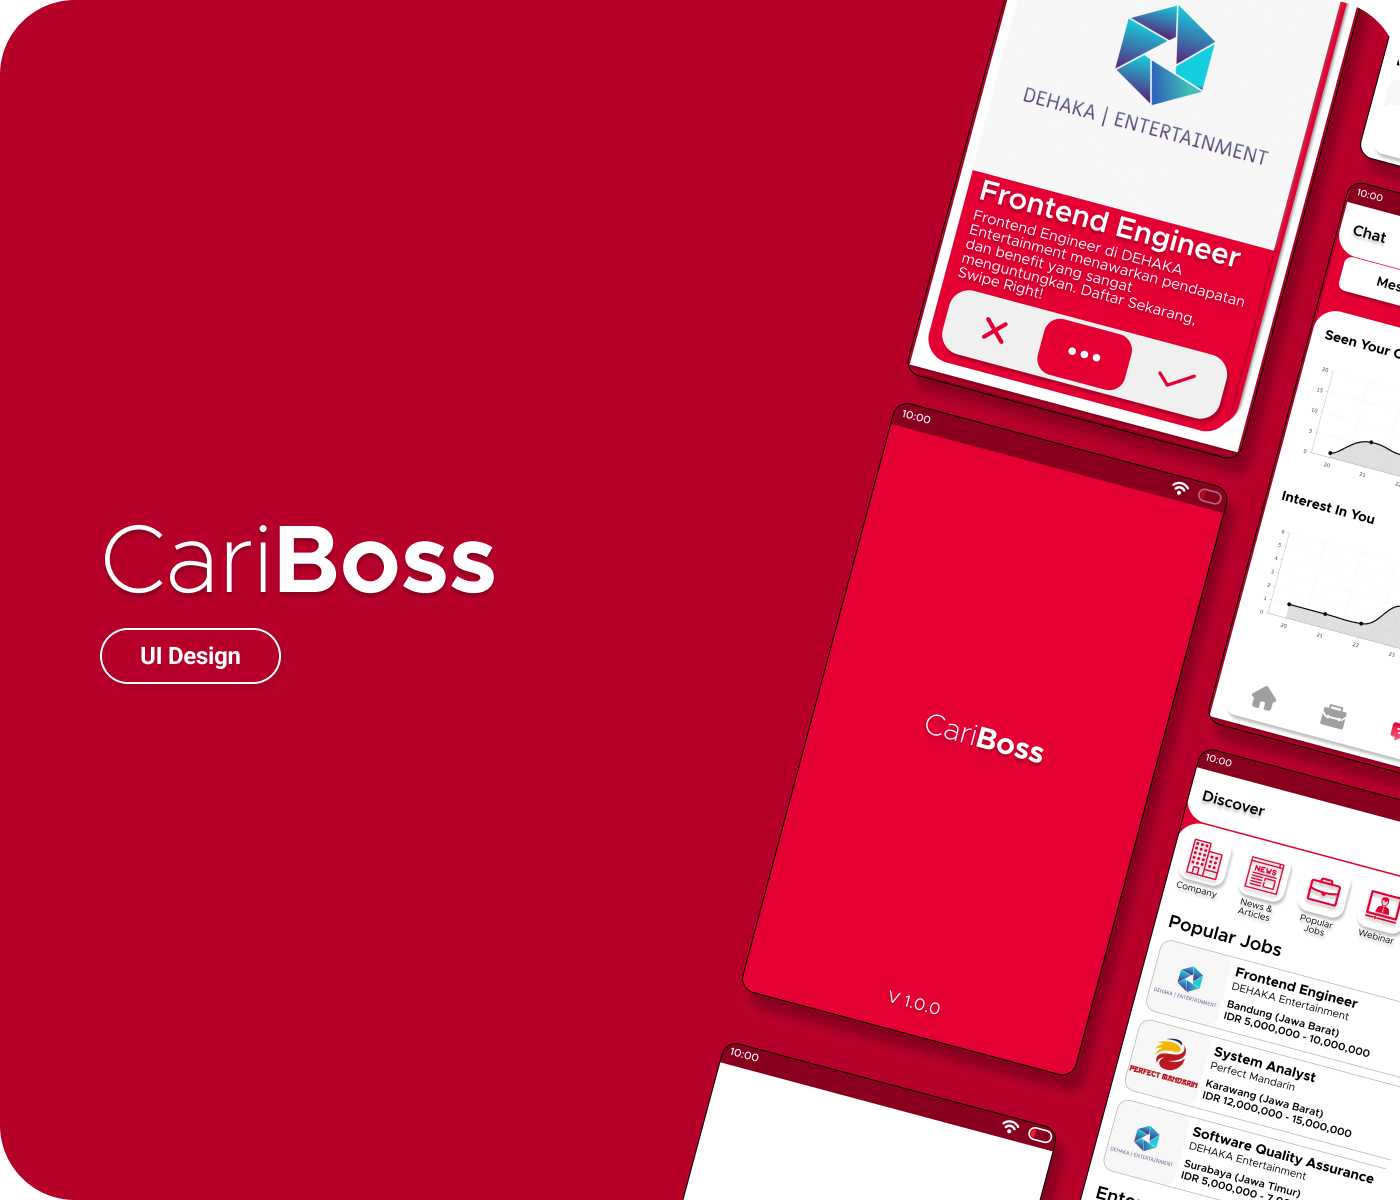 CariBoss
UI Design
DEHAKA | ENTERTAINMENT
Frontend Engineer
Frontend Engineer di DEHAKA
Entertainment menawarkan pendapatan
dan benefit yang sangat
menguntungkan. Daftar Sekarang,
Swipe Right!
10:00
CariBoss
V 1.0.0
10:00
10:00
Chat
Seen Your
20
15
10
5
0
20
21
Interest In You
6
5
4
3
2
1
0
20
21
22
23
10:00
Discover
Company
NEWS
News &
Articles
Popular
Jobs
Webinar
Popular Jobs
DEHAKA | ENTERTAINMENT
Frontend Engineer
DEHAKA Entertainment
Bandung (Jawa Barat)
IDR 5,000,000 - 10,000,000
PERFECT MANDARIN
System Analyst
Perfect Mandarin
Karawang (Jawa Barat)
IDR 12,000,000 - 15,000,000
DEHAKA | ENTERTAINMENT
Software Quality Assurance
DEHAKA Entertainment
Surabaya (Jawa Timur)
IDR 5,000,000 -